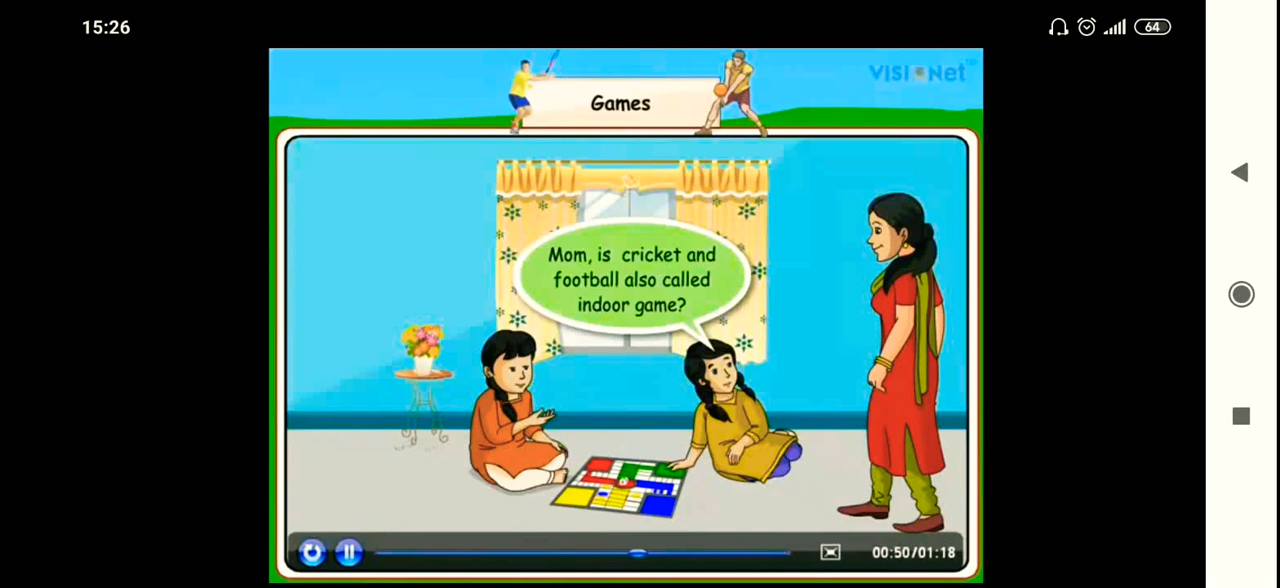 15:26
64
VISIONet
Games
Mom, is cricket and
football also called
indoor game?
00:50/01:18